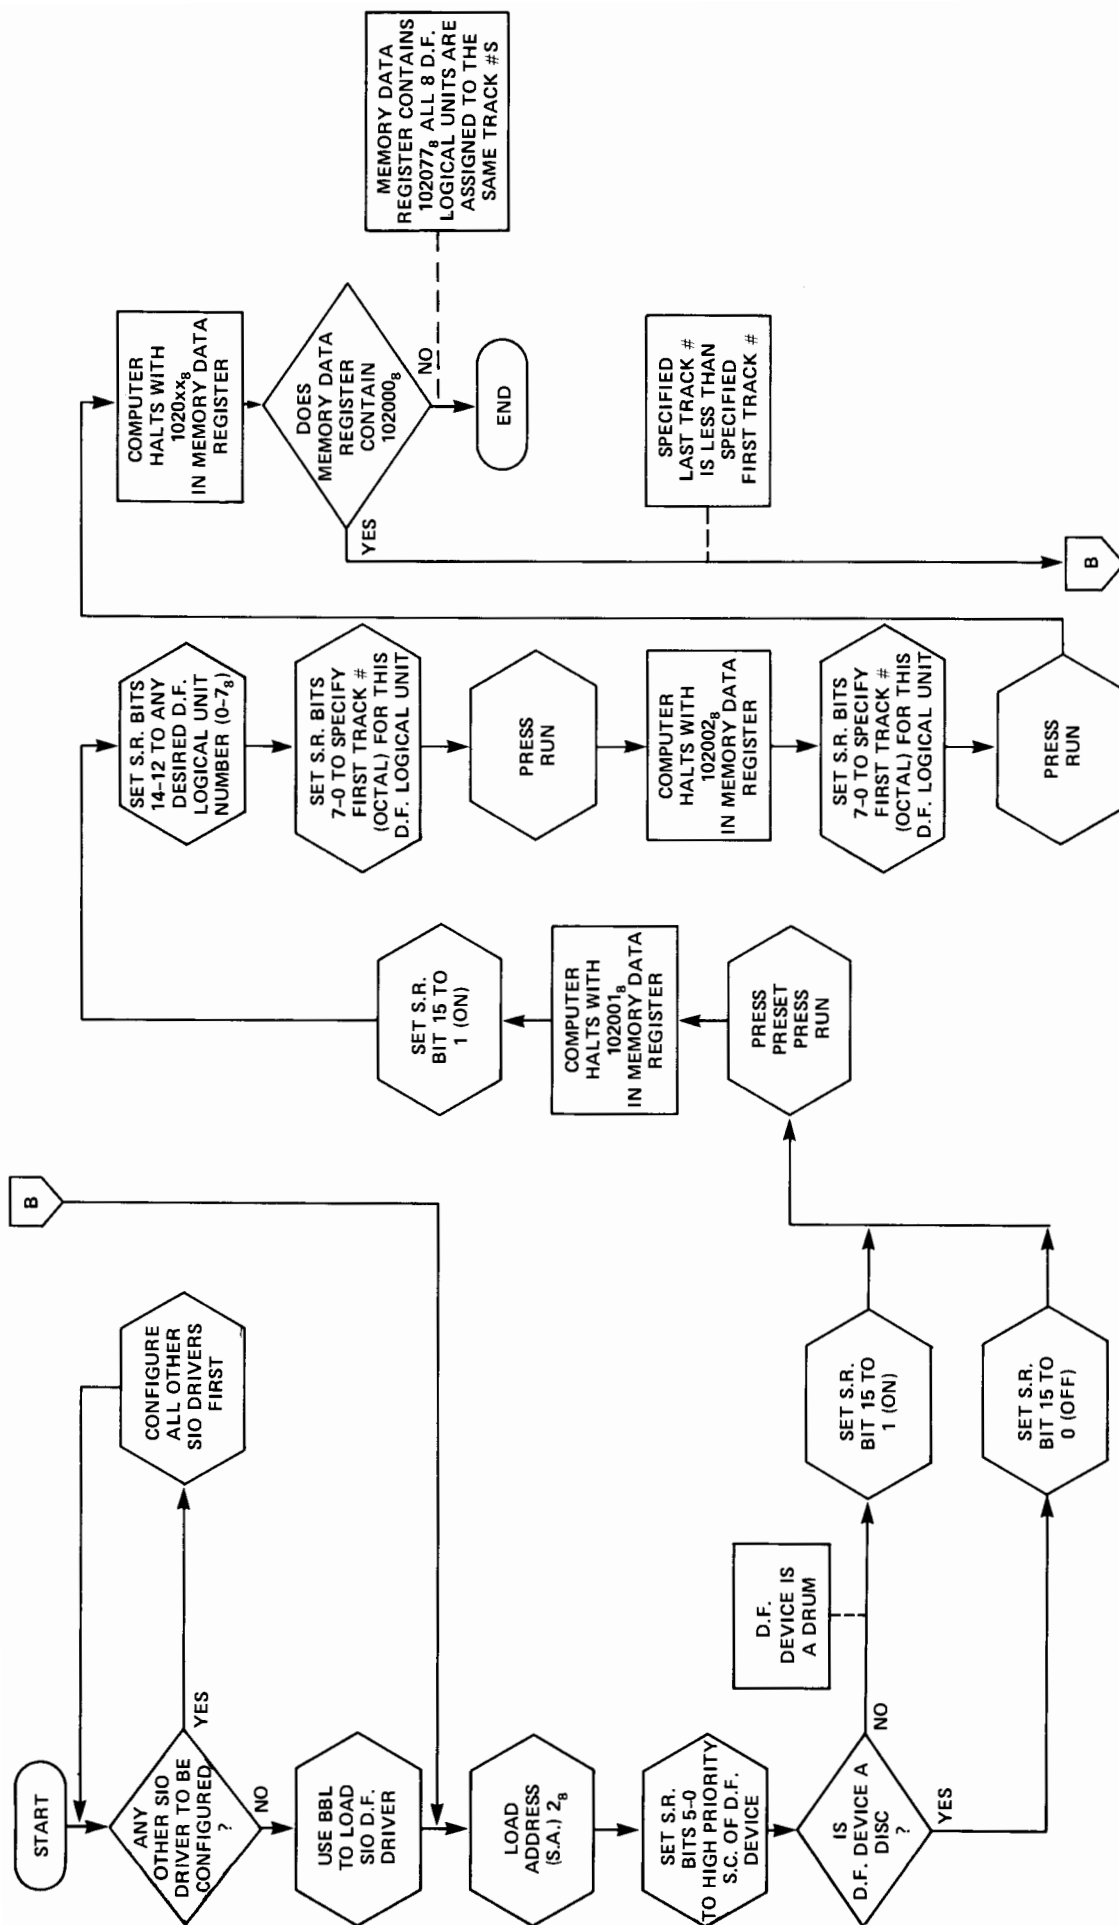 START
ANY
OTHER SIO
DRIVER TO BE
CONFIGURED
?
YES
CONFIGURE
ALL OTHER
SIO DRIVERS
FIRST
NO
USE BBL
TO LOAD
SIO D.F.
DRIVER
B
LOAD
ADDRESS
(S.A.) 2₈
SET S.R.
BITS 5-0
TO HIGH PRIORITY
S.C. OF D.F.
DEVICE
IS
D.F. DEVICE A
DISC
?
NO
D.F.
DEVICE IS
A DRUM
SET S.R.
BIT 15 TO
1 (ON)
YES
SET S.R.
BIT 15 TO
0 (OFF)
PRESS
PRESET
PRESS
RUN
COMPUTER
HALTS WITH
102001₈
IN MEMORY DATA
REGISTER
SET S.R.
BIT 15 TO
1 (ON)
SET S.R. BITS
14-12 TO ANY
DESIRED D.F.
LOGICAL UNIT
NUMBER (0-7₈)
SET S.R. BITS
7-0 TO SPECIFY
FIRST TRACK #
(OCTAL) FOR THIS
D.F. LOGICAL UNIT
PRESS
RUN
COMPUTER
HALTS WITH
102002₈
IN MEMORY DATA
REGISTER
SET S.R. BITS
7-0 TO SPECIFY
FIRST TRACK #
(OCTAL) FOR THIS
D.F. LOGICAL UNIT
PRESS
RUN
COMPUTER
HALTS WITH
1020xx₈
IN MEMORY DATA
REGISTER
DOES
MEMORY DATA
REGISTER
CONTAIN
102000₈
NO
MEMORY DATA
REGISTER CONTAINS
102077₈ ALL 8 D.F.
LOGICAL UNITS ARE
ASSIGNED TO THE
SAME TRACK #S
END
YES
SPECIFIED
LAST TRACK #
IS LESS THAN
SPECIFIED
FIRST TRACK #
B